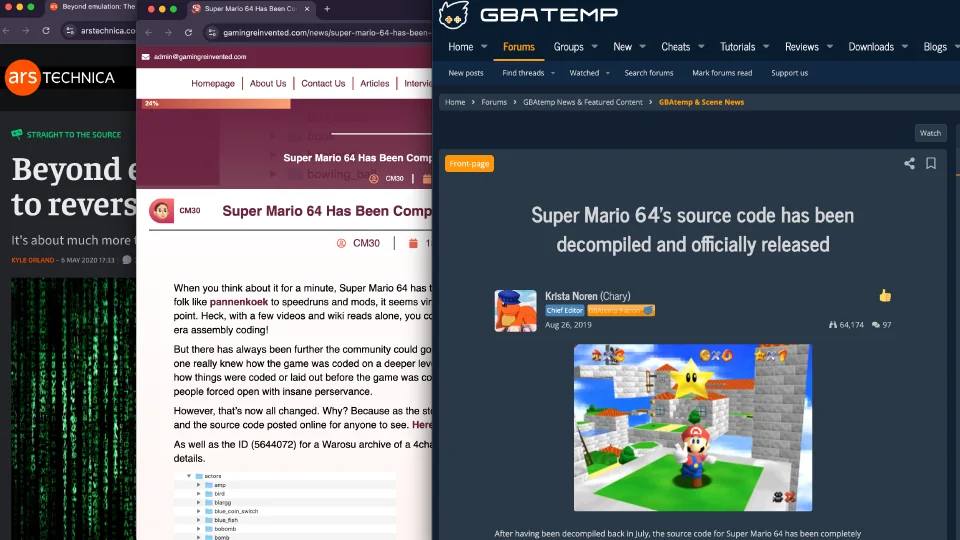 Beyond emulation: The
arstechnica.co
ars TECHNICA
STRAIGHT TO THE SOURCE
Beyond e
to revers
It's about much more t
KYLE ORLAND – 6 MAY 2020 17:33
Super Mario 64 Has Been Co
gamingreinvented.com/news/super-mario-64-has-been-
admin@gamingreinvented.com
Homepage
About Us
Contact Us
Articles
Intervie
24%
bowling_ball
Super Mario 64 Has Been Comp
CM30
CM30
Super Mario 64 Has Been Comp
CM30
When you think about it for a minute, Super Mario 64 has t
folk like pannenkoek to speedruns and mods, it seems vir
point. Heck, with a few videos and wiki reads alone, you co
era assembly coding!
But there has always been further the community could go
one really knew how the game was coded on a deeper leve
how things were coded or laid out before the game was co
people forced open with insane perservance.
However, that's now all changed. Why? Because as the sto
and the source code posted online for anyone to see. Here
As well as the ID (5644072) for a Warosu archive of a 4cha
details.
actors
amp
bird
blargg
blue_coin_switch
blue_fish
bobomb
bomb
GBATEMP
Home
Forums
Groups
New
Cheats
Tutorials
Reviews
Downloads
Blogs
New posts
Find threads
Watched
Search forums
Mark forums read
Support us
Home > Forums > GBAtemp News & Featured Content > GBAtemp & Scene News
Watch
Front-page
Super Mario 64's source code has been
decompiled and officially released
Krista Noren (Chary)
Chief Editor
GBAtemp Patron
Aug 26, 2019
64,174
97
After having been decompiled back in July, the source code for Super Mario 64 has been completely